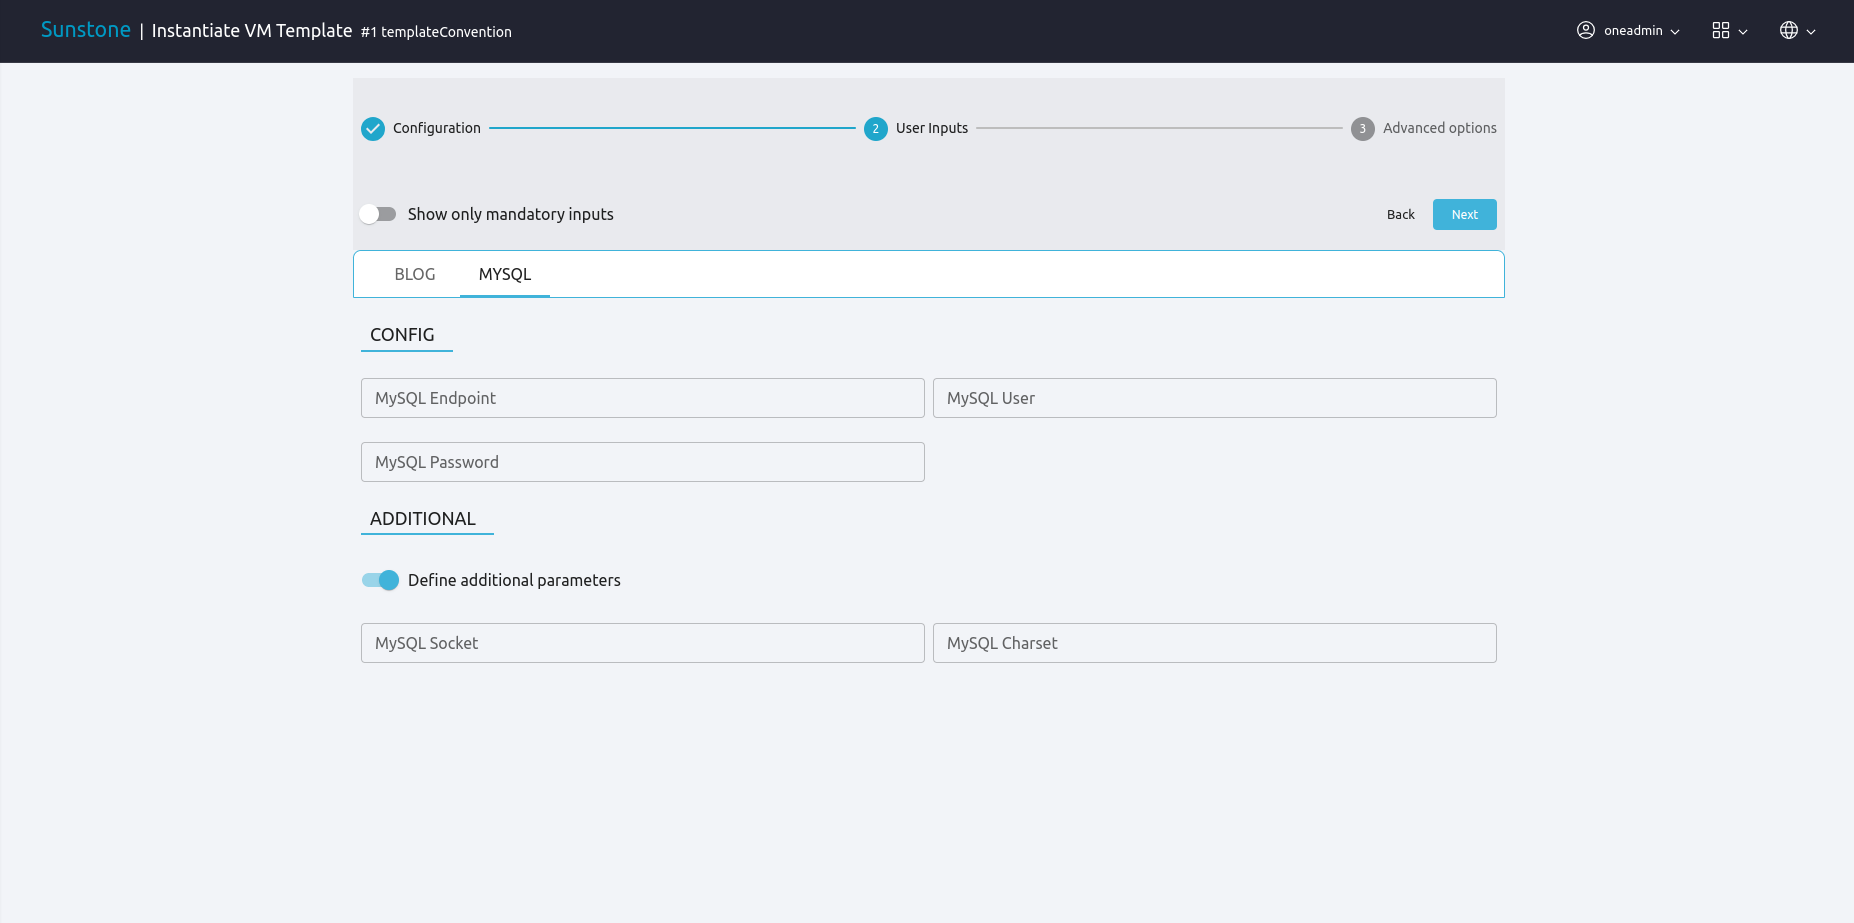 Sunstone | Instantiate VM Template #1 templateConvention oneadmin
Configuration 2 User Inputs 3 Advanced options
Show only mandatory inputs Back Next
BLOG MYSQL
CONFIG
MySQL Endpoint MySQL User
MySQL Password
ADDITIONAL
Define additional parameters
MySQL Socket MySQL Charset